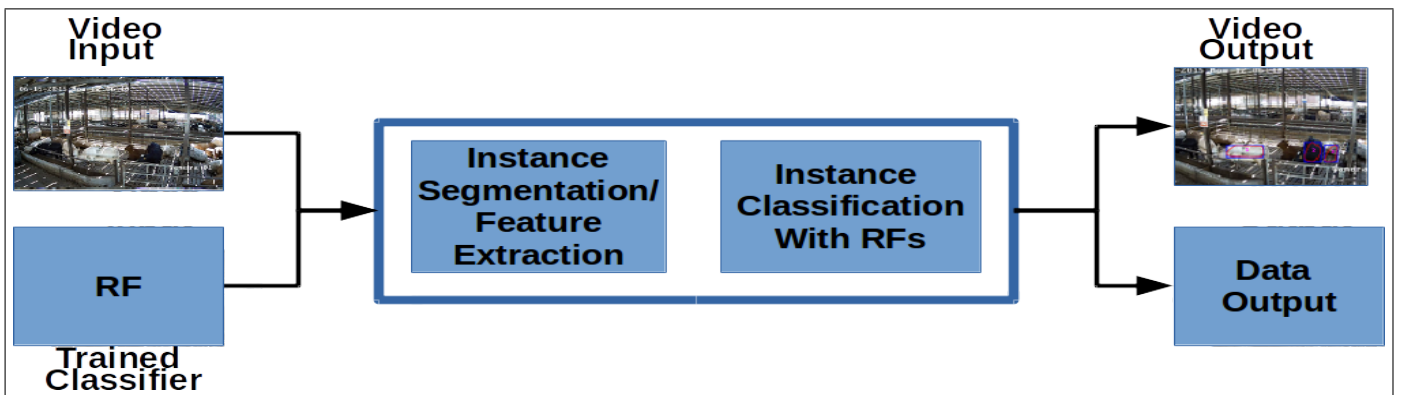 Video
Input
RF
Trained
Classifier
Instance
Segmentation/
Feature
Extraction
Instance
Classification
With RFs
Video
Output
Data
Output